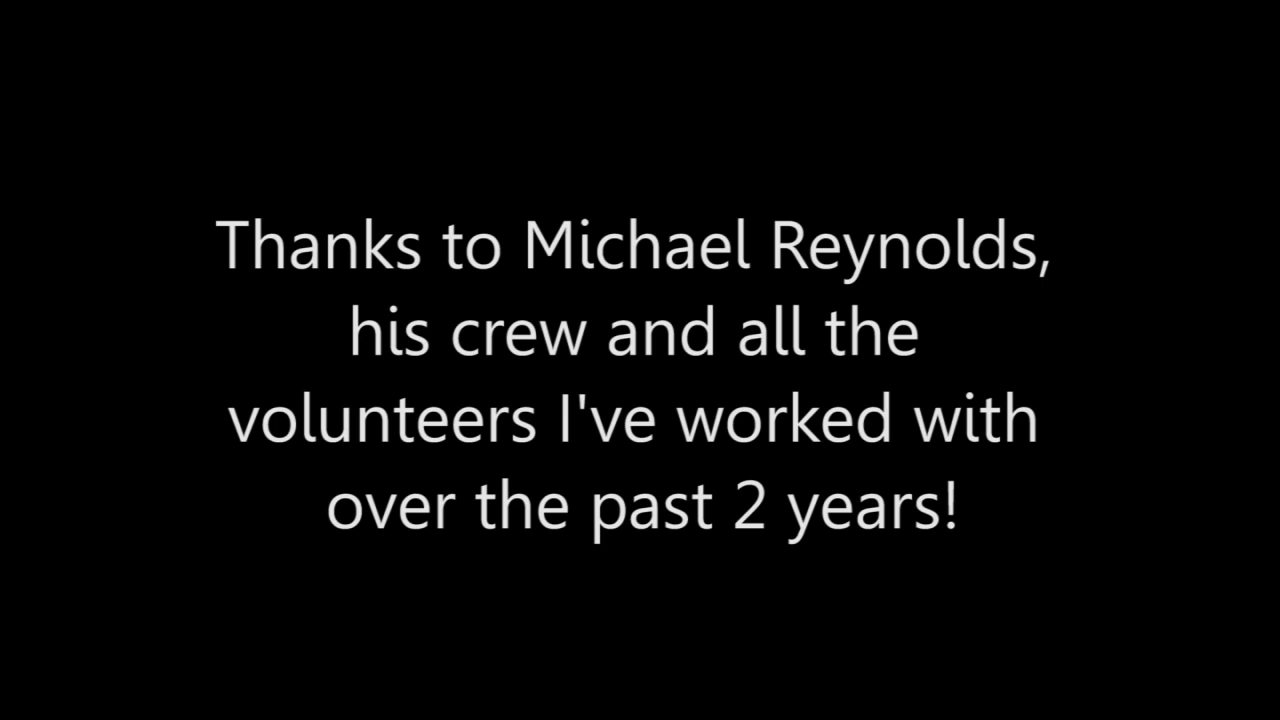 Thanks to Michael Reynolds,
his crew and all the
volunteers I've worked with
over the past 2 years!